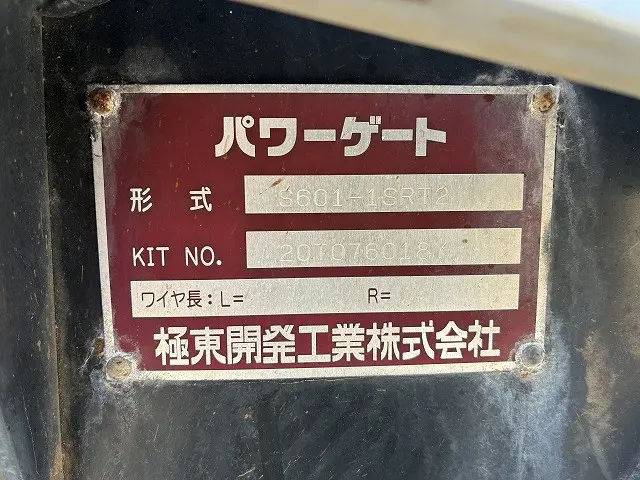 パワーゲート
形式 S601-1SRT2
KIT NO. 20T0760187
ワイヤ長:L= R=
極東開発工業株式会社